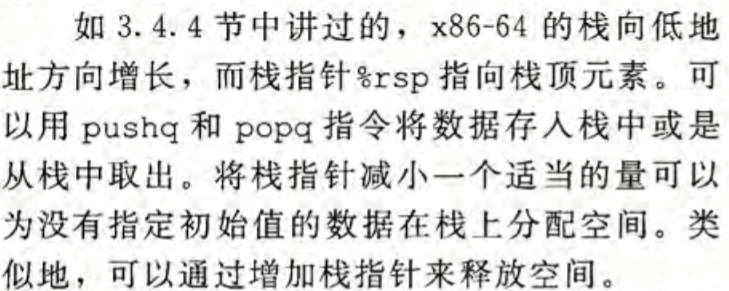 如 3.4.4 节中讲过的，x86-64 的栈向低地
址方向增长，而栈指针%rsp 指向栈顶元素。可
以用 pushq 和 popq 指令将数据存入栈中或是
从栈中取出。将栈指针减小一个适当的量可以
为没有指定初始值的数据在栈上分配空间。类
似地，可以通过增加栈指针来释放空间。